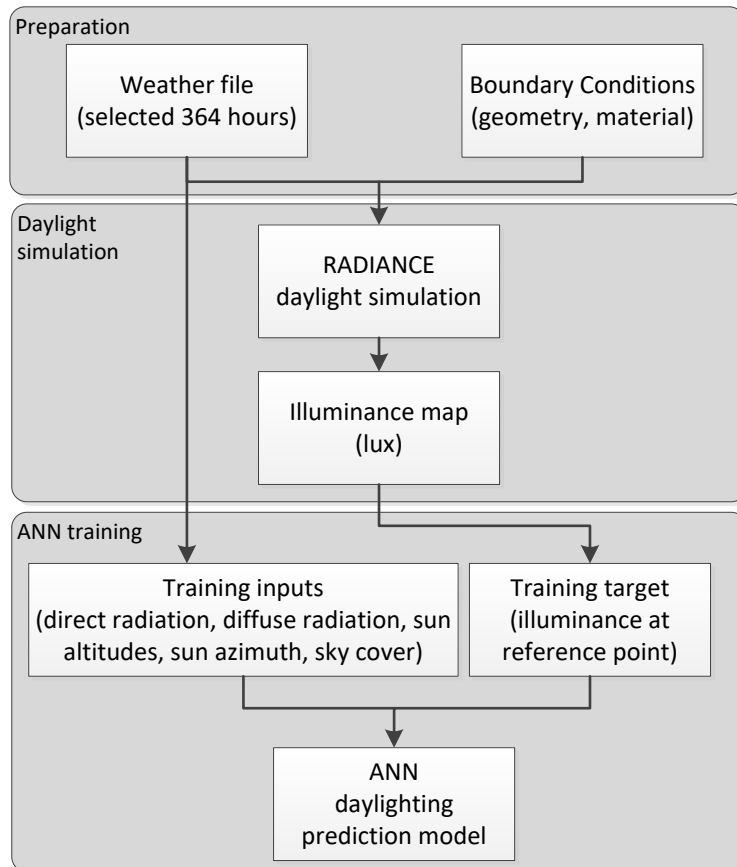 Preparation
Weather file
(selected 364 hours)
Boundary Conditions
(geometry, material)
Daylight
simulation
RADIANCE
daylight simulation
Illuminance map
(lux)
ANN training
Training inputs
(direct radiation, diffuse radiation, sun
altitudes, sun azimuth, sky cover)
Training target
(illuminance at
reference point)
ANN
daylighting
prediction model